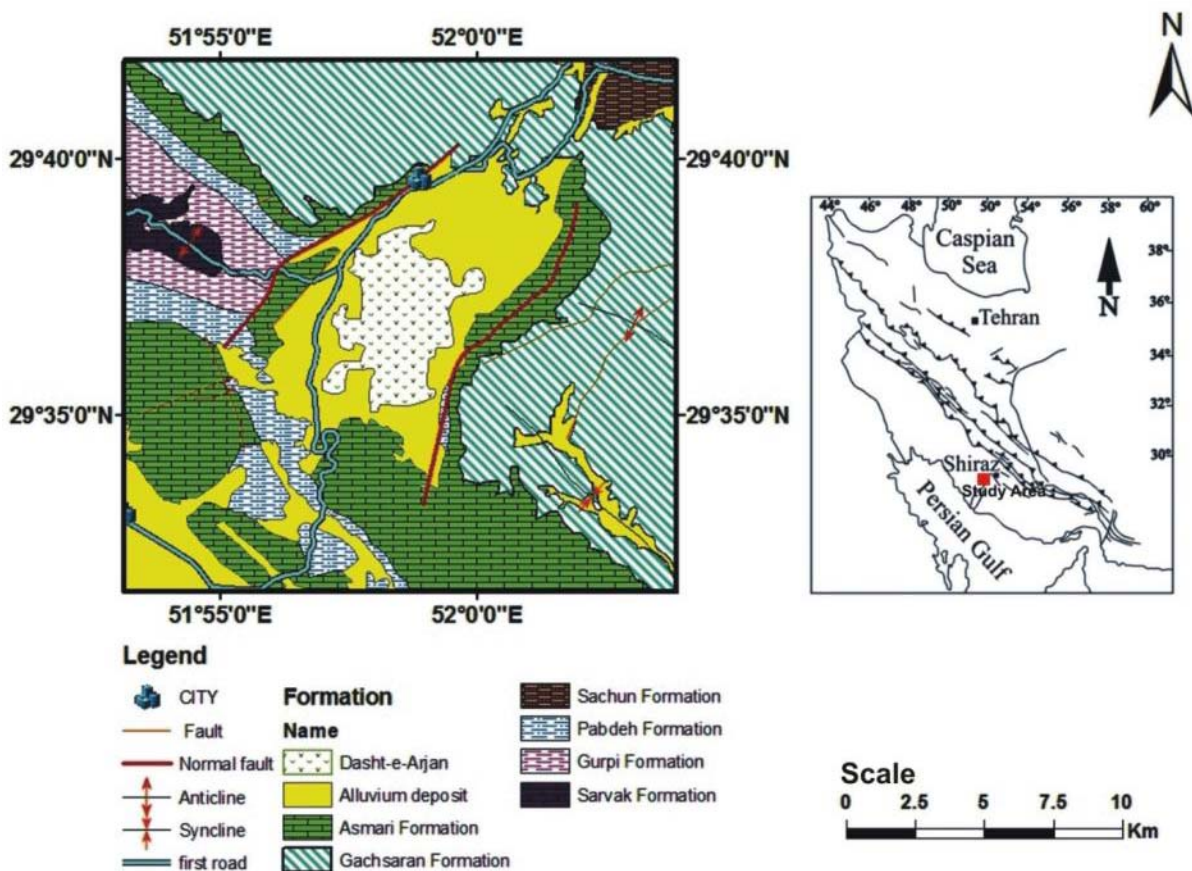 51°55'0"E 52°0'0"E
29°40'0"N 29°40'0"N
29°35'0"N 29°35'0"N
51°55'0"E 52°0'0"E
N
44° 46° 48° 50° 52° 54° 56° 58° 60°
38°
36°
34°
32°
30°
Caspian
Sea
N
Tehran
Shiraz
Study Area
Persian Gulf
Legend
CITY
Fault
Normal fault
Anticline
Syncline
first road
Formation
Name
Dasht-e-Arjan
Alluvium deposit
Asmari Formation
Gachsaran Formation
Sachun Formation
Pabdeh Formation
Gurpi Formation
Sarvak Formation
Scale
0 2.5 5 7.5 10
Km